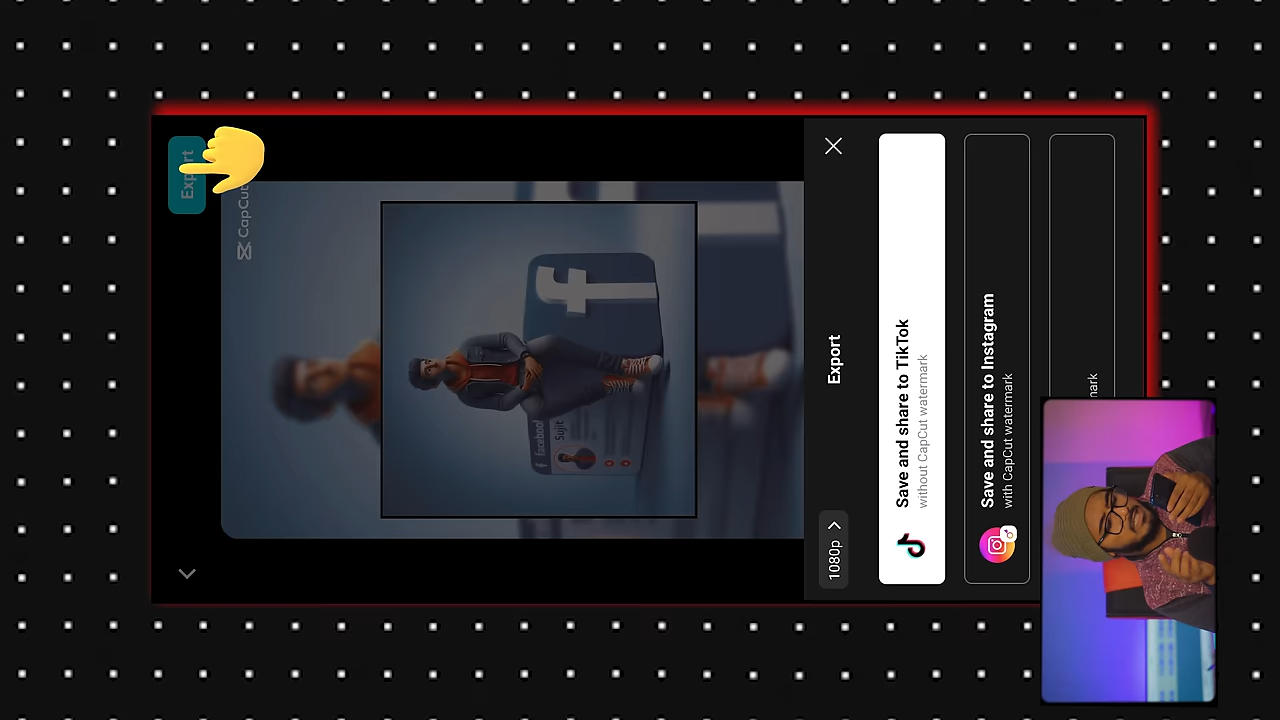 Export
CapCut
f
facebook
Sujit
1080p
Export
Save and share to TikTok
without CapCut watermark
Save and share to Instagram
with CapCut watermark